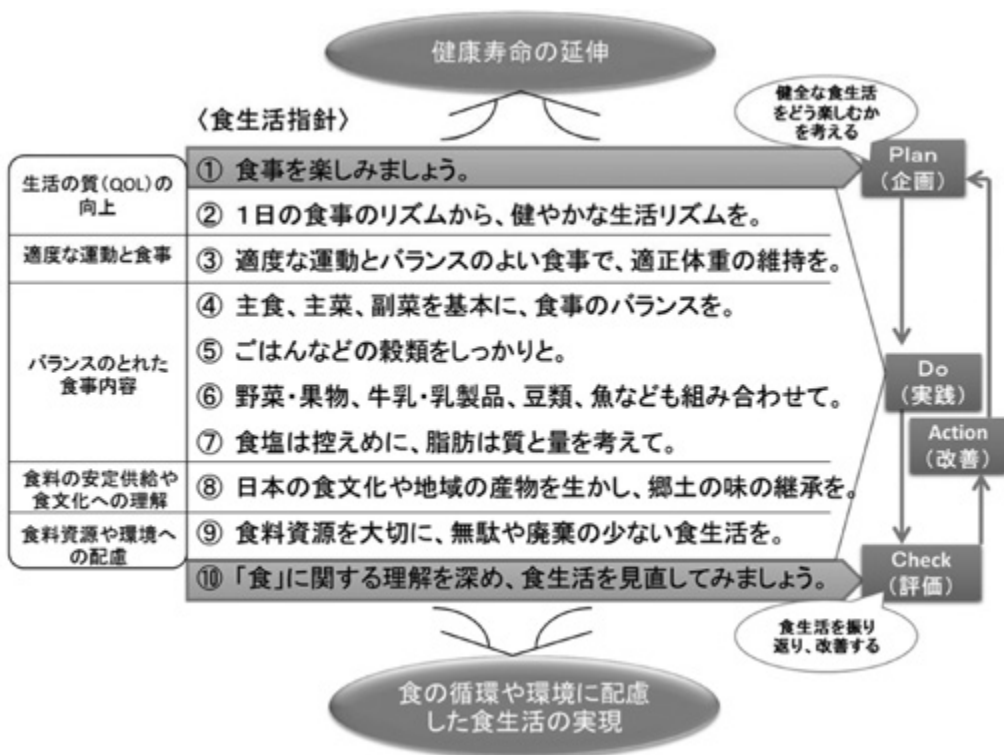 健康寿命の延伸
〈食生活指針〉
健全な食生活
をどう楽しむか
を考える
生活の質(QOL)の
向上
① 食事を楽しみましょう。
Plan
(企画)
② 1日の食事のリズムから、健やかな生活リズムを。
適度な運動と食事
③ 適度な運動とバランスのよい食事で、適正体重の維持を。
バランスのとれた
食事内容
④ 主食、主菜、副菜を基本に、食事のバランスを。
⑤ ごはんなどの穀類をしっかりと。
⑥ 野菜・果物、牛乳・乳製品、豆類、魚なども組み合わせて。
⑦ 食塩は控えめに、脂肪は質と量を考えて。
Do
(実践)
Action
(改善)
食料の安定供給や
食文化への理解
⑧ 日本の食文化や地域の産物を生かし、郷土の味の継承を。
食料資源や環境へ
の配慮
⑨ 食料資源を大切に、無駄や廃棄の少ない食生活を。
⑩ 「食」に関する理解を深め、食生活を見直してみましょう。
Check
(評価)
食生活を振り
返り、改善する
食の循環や環境に配慮
した食生活の実現